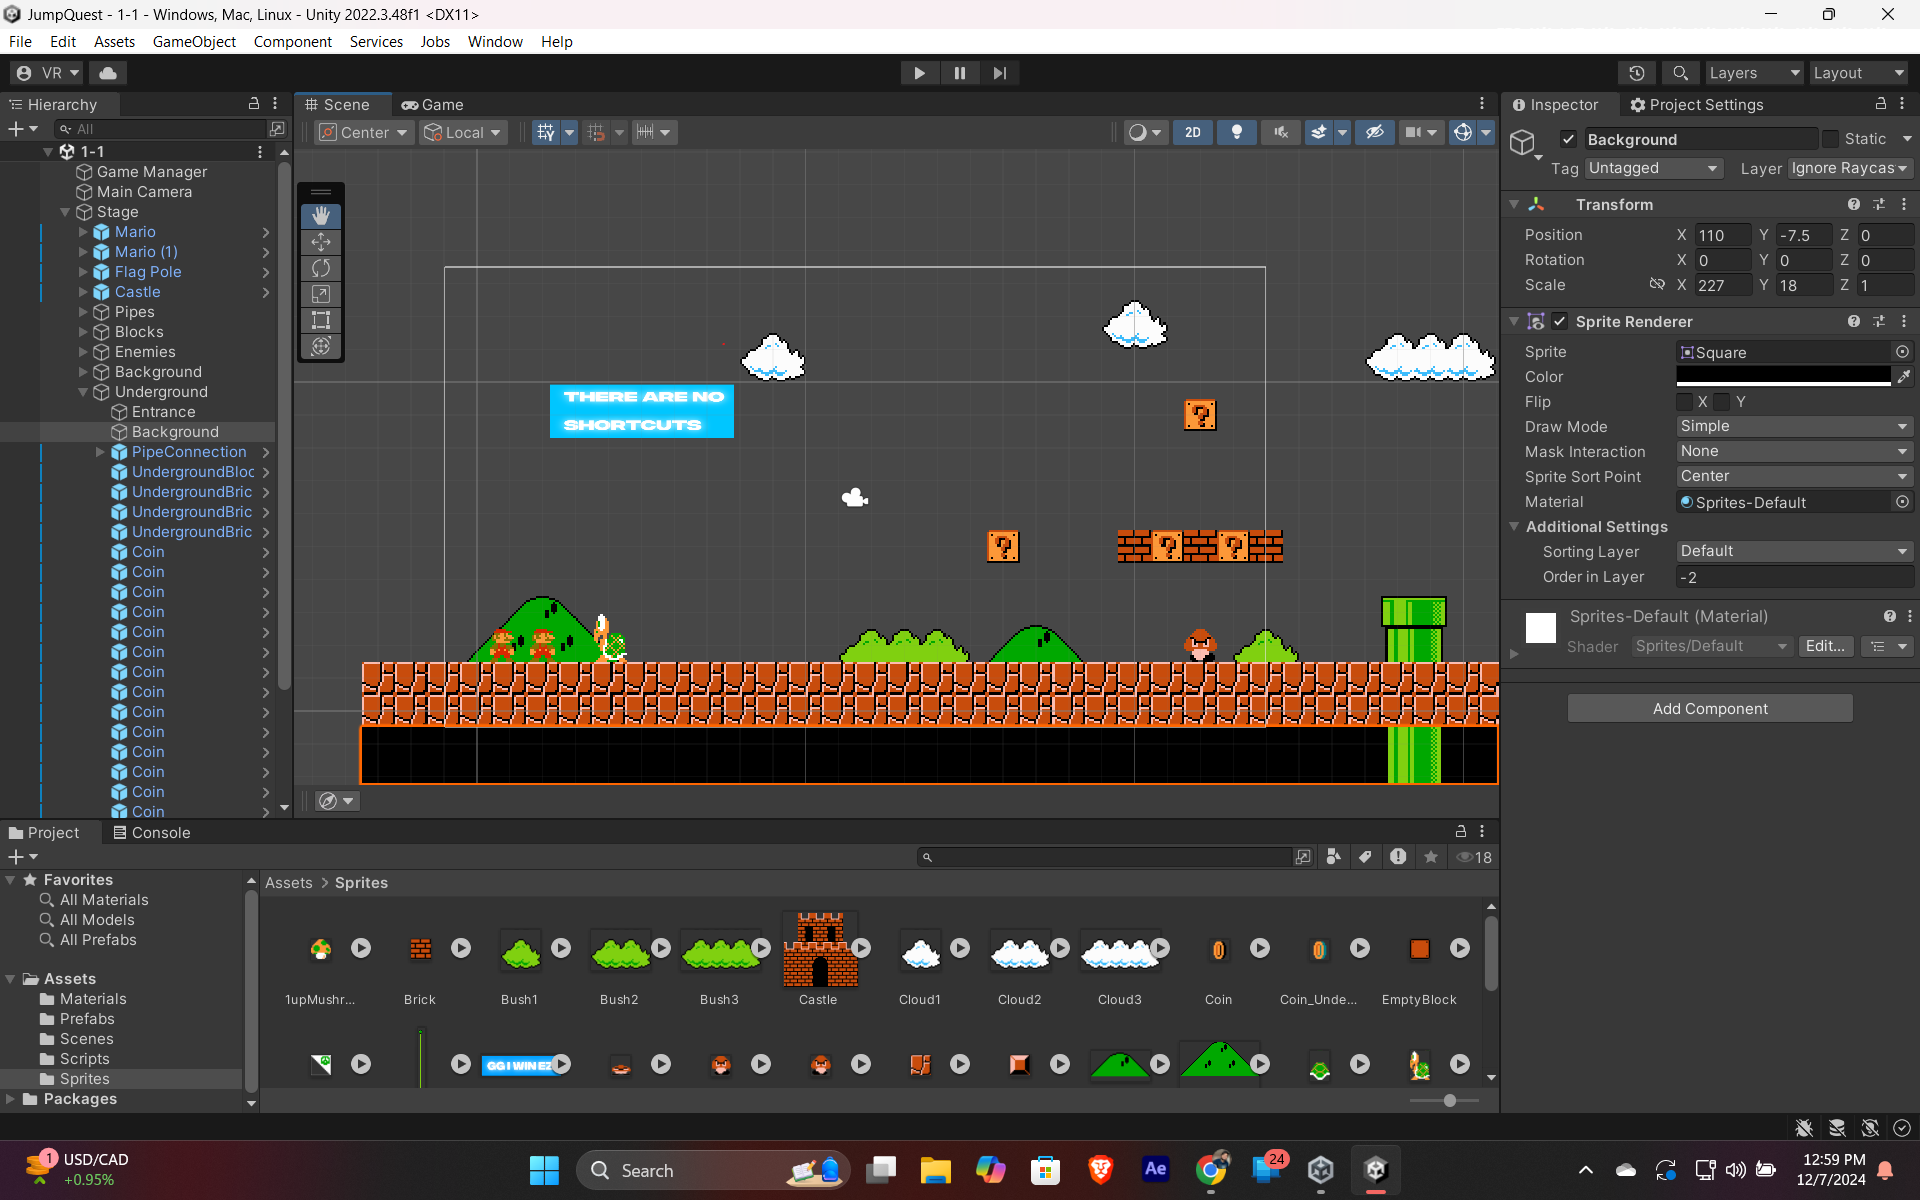 JumpQuest - 1-1 - Windows, Mac, Linux - Unity 2022.3.48f1 <DX11>
File Edit Assets GameObject Component Services Jobs Window Help
VR
Layers Layout
Hierarchy
All
1-1
Game Manager
Main Camera
Stage
Mario
Mario (1)
Flag Pole
Castle
Pipes
Blocks
Enemies
Background
Underground
Entrance
Background
PipeConnection
UndergroundBloc
UndergroundBric
UndergroundBric
UndergroundBric
Coin
Coin
Coin
Coin
Coin
Coin
Coin
Coin
Coin
Coin
Coin
Coin
Coin
Coin
Scene Game
Center Local 2D
THERE ARE NO
SHORTCUTS
Inspector Project Settings
Background Static
Tag Untagged Layer Ignore Raycas
Transform
Position X 110 Y -7.5 Z 0
Rotation X 0 Y 0 Z 0
Scale X 227 Y 18 Z 1
Sprite Renderer
Sprite Square
Color
Flip X Y
Draw Mode Simple
Mask Interaction None
Sprite Sort Point Center
Material Sprites-Default
Additional Settings
Sorting Layer Default
Order in Layer -2
Sprites-Default (Material)
Shader Sprites/Default Edit...
Add Component
Project Console
18
Favorites
All Materials
All Models
All Prefabs
Assets
Materials
Prefabs
Scenes
Scripts
Sprites
Packages
Assets > Sprites
1upMushr... Brick Bush1 Bush2 Bush3 Castle Cloud1 Cloud2 Cloud3 Coin Coin_Unde... EmptyBlock
GG I WIN EZ
1
USD/CAD
+0.95%
Search
Ae
24
12:59 PM
12/7/2024